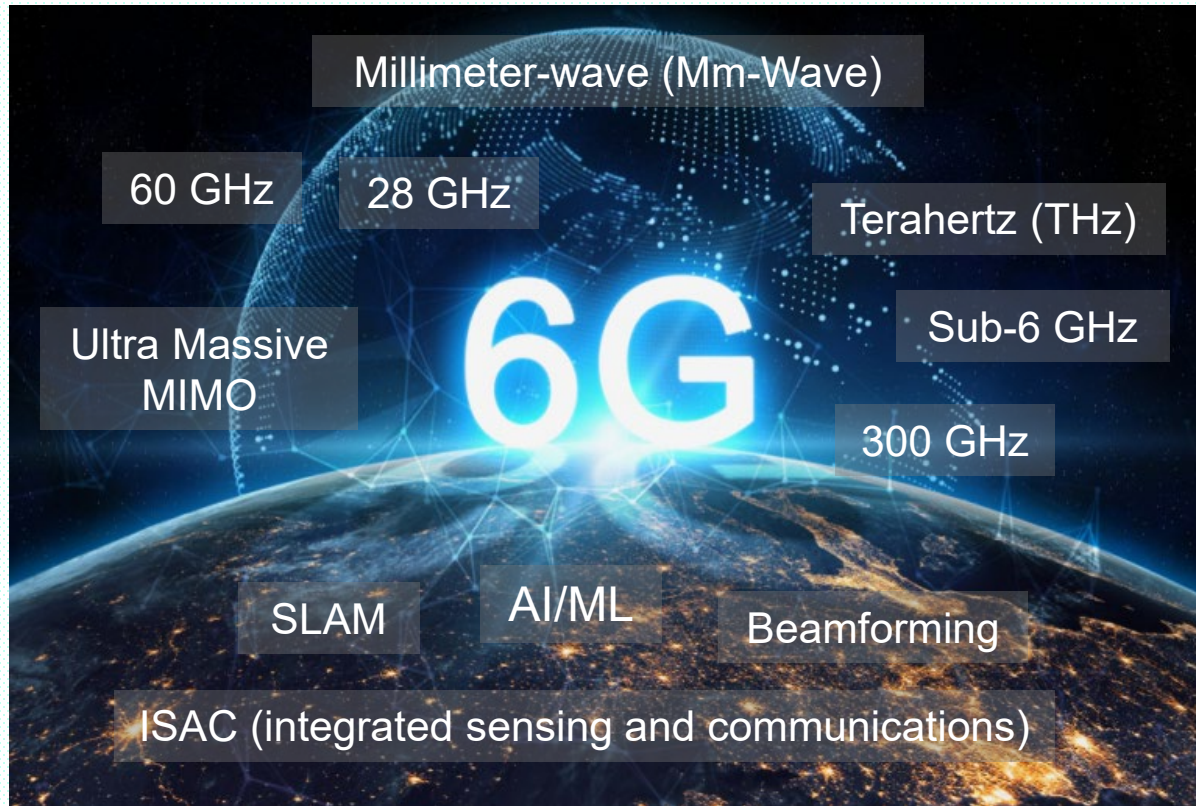 Millimeter-wave (Mm-Wave)
60 GHz
28 GHz
Terahertz (THz)
6G
Sub-6 GHz
Ultra Massive
MIMO
300 GHz
SLAM
AI/ML
Beamforming
ISAC (integrated sensing and communications)